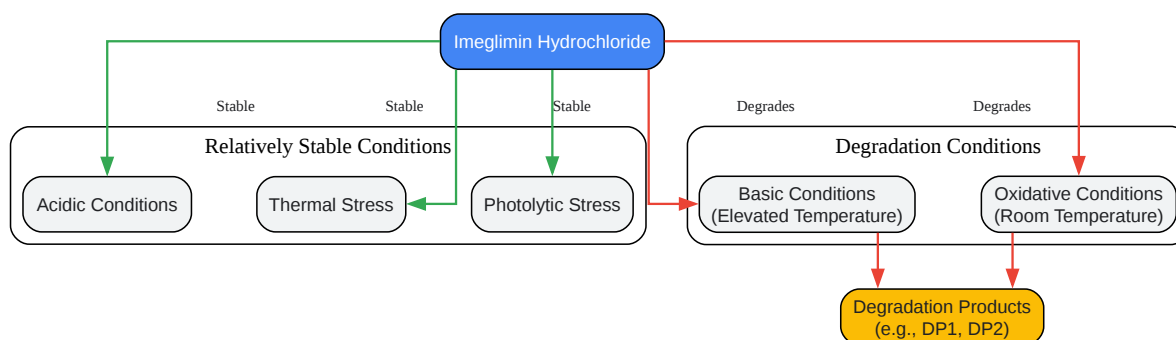 Imeglimin Hydrochloride
Stable
Stable
Stable
Degrades
Degrades
Relatively Stable Conditions
Degradation Conditions
Acidic Conditions
Thermal Stress
Photolytic Stress
Basic Conditions
(Elevated Temperature)
Oxidative Conditions
(Room Temperature)
Degradation Products
(e.g., DP1, DP2)